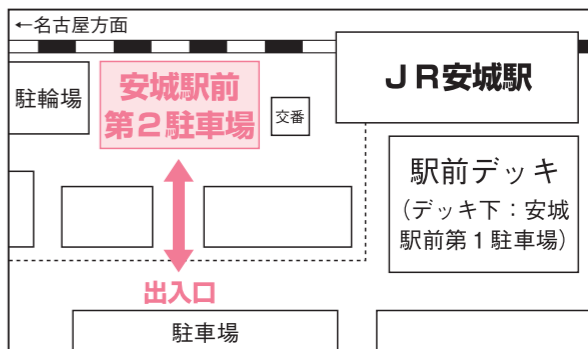 ←名古屋方面
JR安城駅
駐輪場
安城駅前
第2駐車場
交番
駅前デッキ
（デッキ下：安城
駅前第1駐車場）
出入口
駐車場